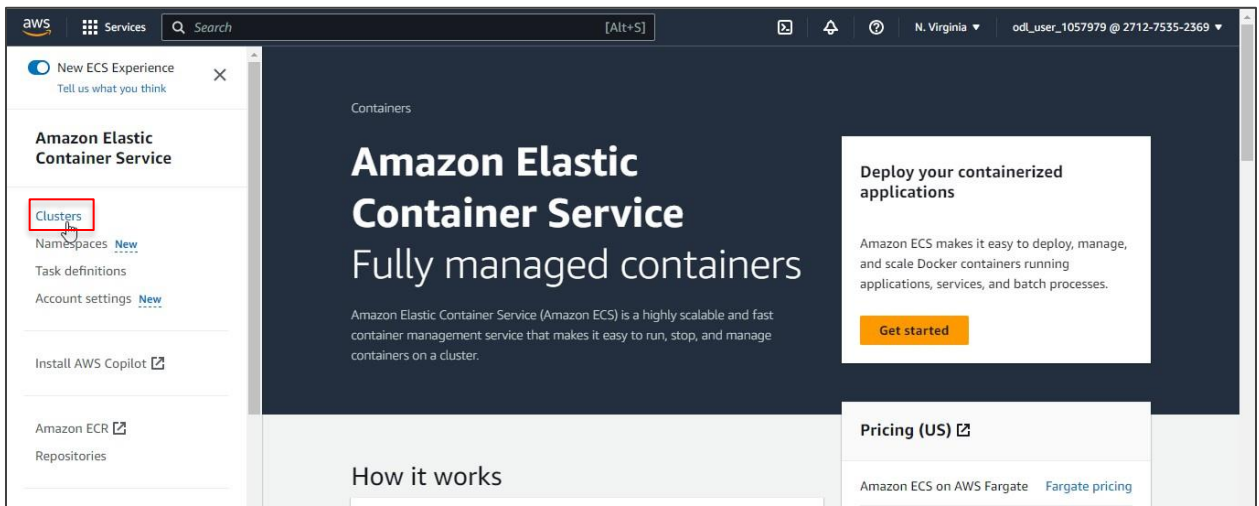 aws
Services
Search
[Alt+S]
N. Virginia
odl_user_1057979 @ 2712-7535-2369
New ECS Experience
Tell us what you think
Amazon Elastic
Container Service
Clusters
Namespaces New
Task definitions
Account settings New
Install AWS Copilot
Amazon ECR
Repositories
Containers
Amazon Elastic
Container Service
Fully managed containers
Amazon Elastic Container Service (Amazon ECS) is a highly scalable and fast
container management service that makes it easy to run, stop, and manage
containers on a cluster.
How it works
Deploy your containerized
applications
Amazon ECS makes it easy to deploy, manage,
and scale Docker containers running
applications, services, and batch processes.
Get started
Pricing (US)
Amazon ECS on AWS Fargate Fargate pricing